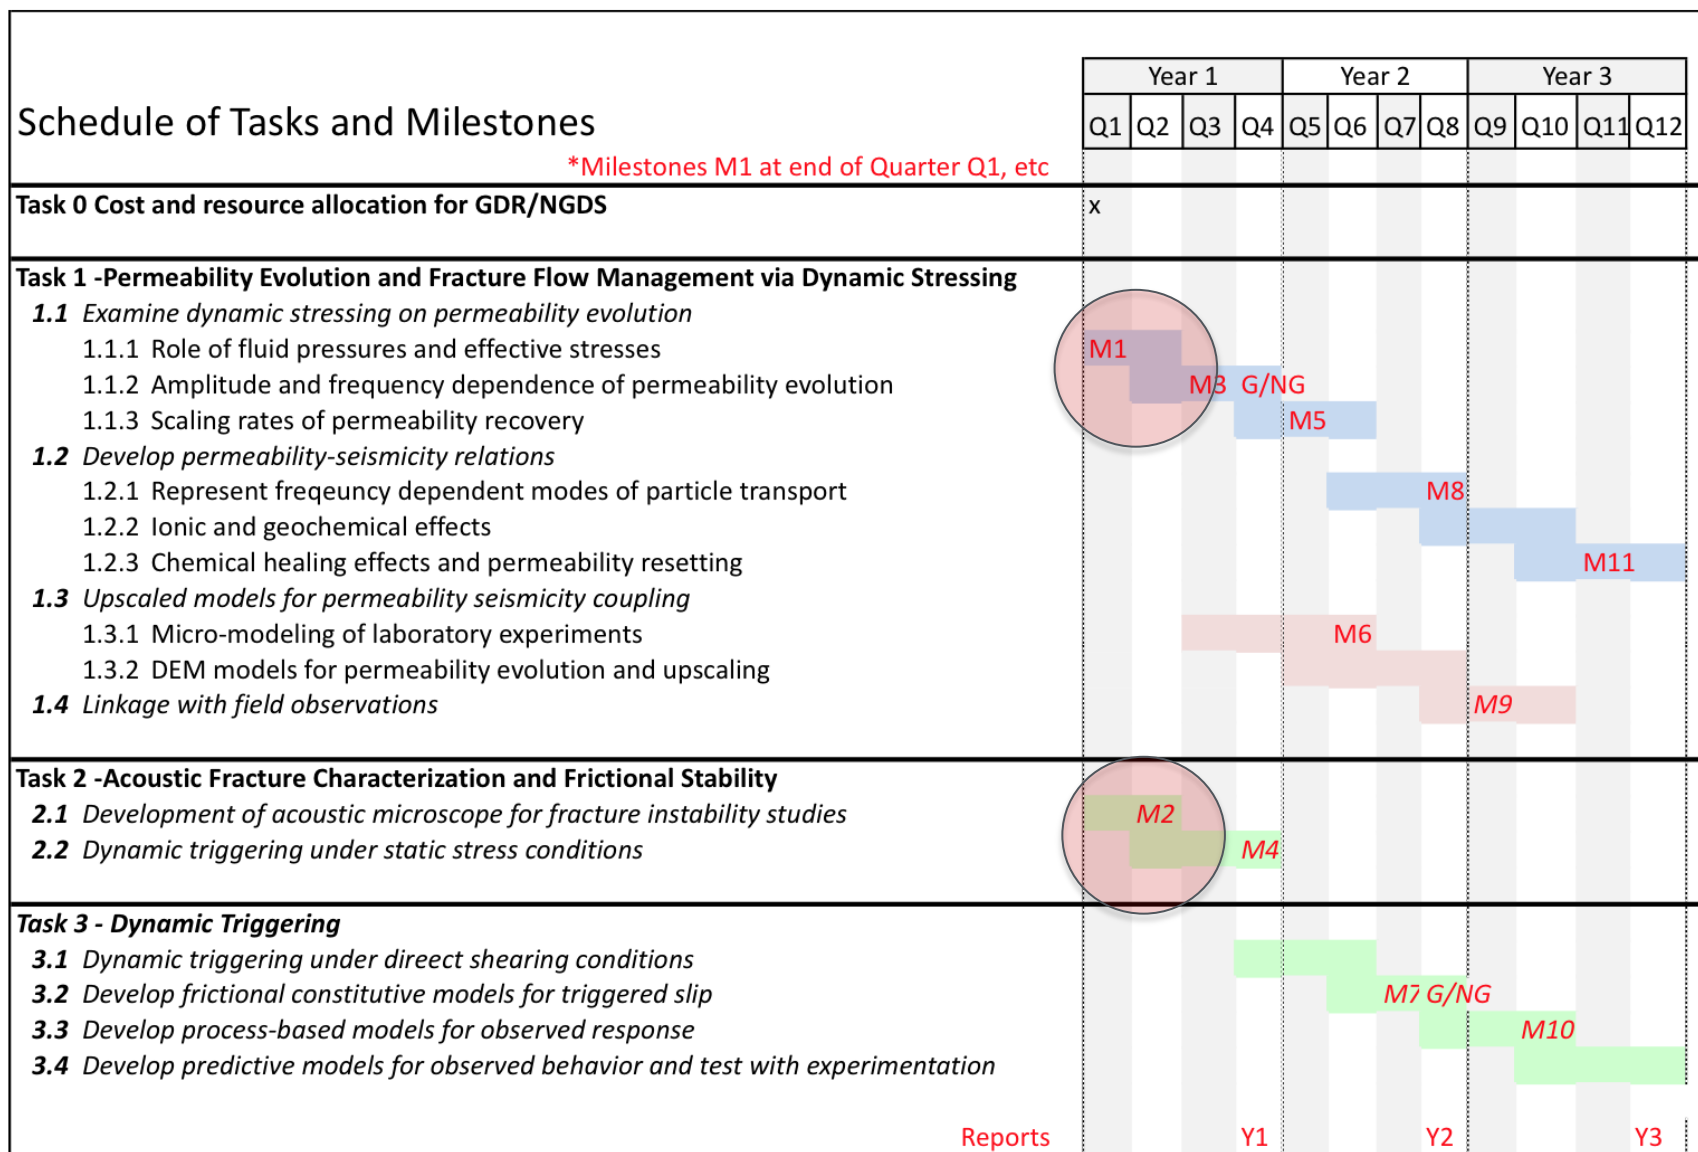 Year 1 Year 2 Year 3
Schedule of Tasks and Milestones Q1 Q2 Q3 Q4 Q5 Q6 Q7 Q8 Q9 Q10 Q11 Q12
*Milestones M1 at end of Quarter Q1, etc
Task 0 Cost and resource allocation for GDR/NGDS x
Task 1 -Permeability Evolution and Fracture Flow Management via Dynamic Stressing
1.1 Examine dynamic stressing on permeability evolution
1.1.1 Role of fluid pressures and effective stresses M1
1.1.2 Amplitude and frequency dependence of permeability evolution M3 G/NG
1.1.3 Scaling rates of permeability recovery M5
1.2 Develop permeability-seismicity relations
1.2.1 Represent freqeuncy dependent modes of particle transport M8
1.2.2 Ionic and geochemical effects
1.2.3 Chemical healing effects and permeability resetting M11
1.3 Upscaled models for permeability seismicity coupling
1.3.1 Micro-modeling of laboratory experiments M6
1.3.2 DEM models for permeability evolution and upscaling
1.4 Linkage with field observations M9
Task 2 -Acoustic Fracture Characterization and Frictional Stability
2.1 Development of acoustic microscope for fracture instability studies M2
2.2 Dynamic triggering under static stress conditions M4
Task 3 - Dynamic Triggering
3.1 Dynamic triggering under direect shearing conditions
3.2 Develop frictional constitutive models for triggered slip M7 G/NG
3.3 Develop process-based models for observed response M10
3.4 Develop predictive models for observed behavior and test with experimentation
Reports Y1 Y2 Y3